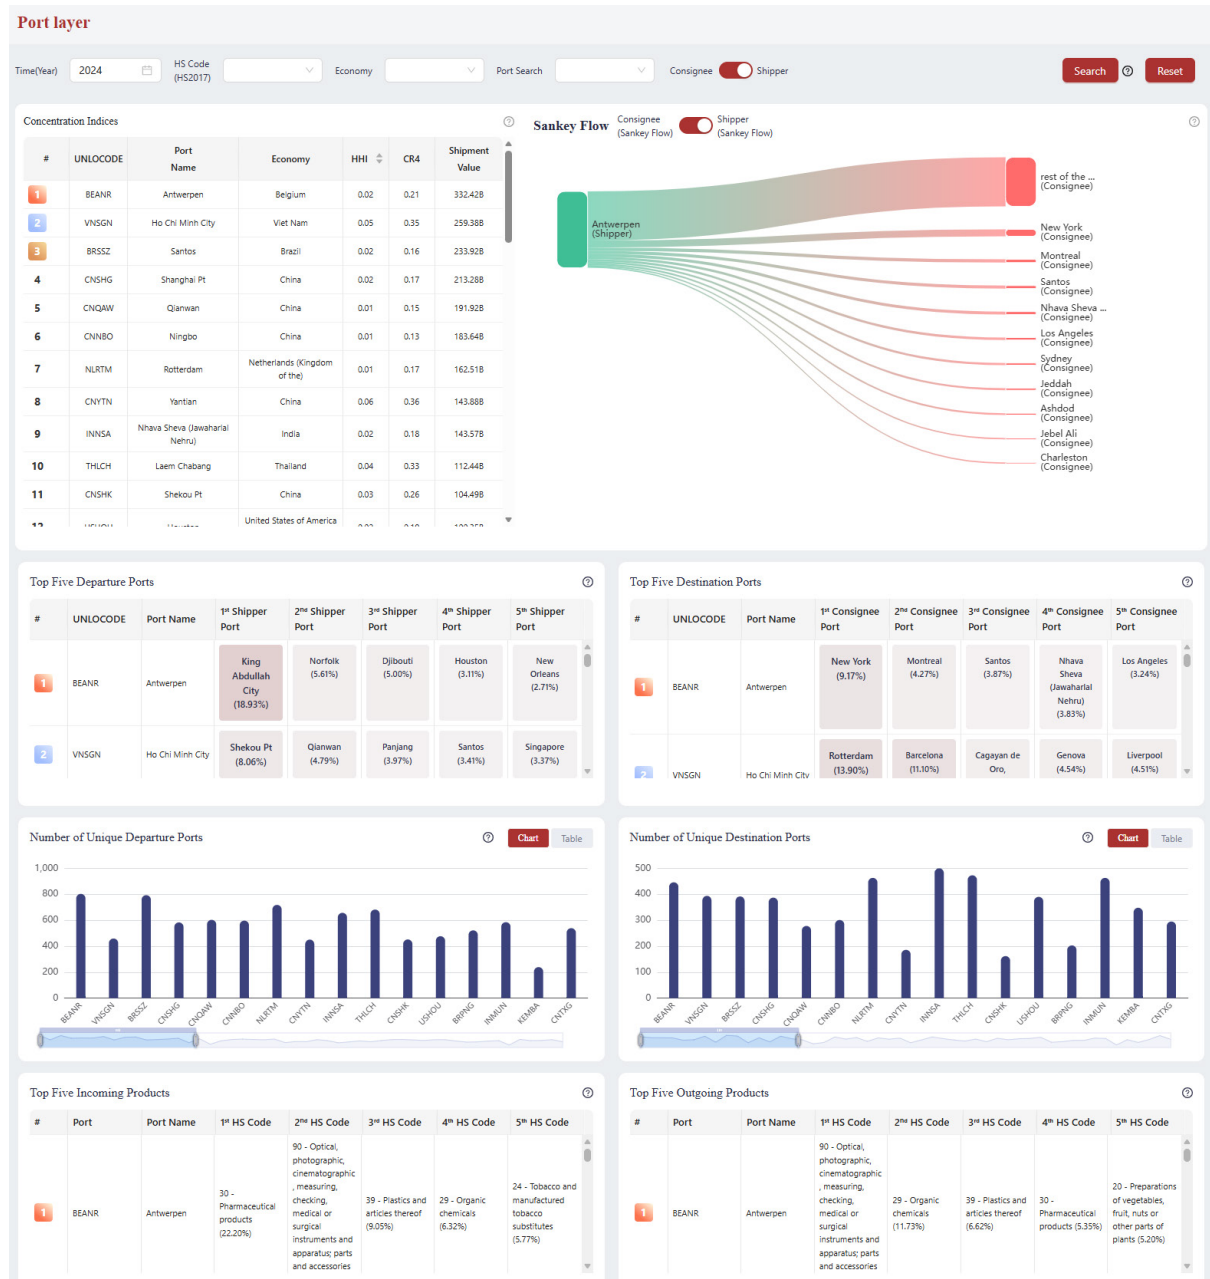 Port layer
Time(Year) 2024 HS Code (HS2017) Economy Port Search Consignee Shipper Search Reset
Concentration Indices
# UNLOCODE Port Name Economy HHI CR4 Shipment Value
1 BEANR Antwerpen Belgium 0.02 0.21 332.42B
2 VNSGN Ho Chi Minh City Viet Nam 0.05 0.35 259.38B
3 BRSSZ Santos Brazil 0.02 0.16 233.92B
4 CNSHG Shanghai Pt China 0.02 0.17 213.28B
5 CNQAW Qianwan China 0.01 0.15 191.92B
6 CNNBO Ningbo China 0.01 0.13 183.64B
7 NLRTM Rotterdam Netherlands (Kingdom of the) 0.01 0.17 162.51B
8 CNYTN Yantian China 0.06 0.36 143.88B
9 INNSA Nhava Sheva (Jawaharlal Nehru) India 0.02 0.18 143.57B
10 THLCH Laem Chabang Thailand 0.04 0.33 112.44B
11 CNSHK Shekou Pt China 0.03 0.26 104.49B
United States of America
Sankey Flow Consignee (Sankey Flow) Shipper (Sankey Flow)
Antwerpen (Shipper)
rest of the ... (Consignee)
New York (Consignee)
Montreal (Consignee)
Santos (Consignee)
Nhava Sheva ... (Consignee)
Los Angeles (Consignee)
Sydney (Consignee)
Jeddah (Consignee)
Ashdod (Consignee)
Jebel Ali (Consignee)
Charleston (Consignee)
Top Five Departure Ports
# UNLOCODE Port Name 1st Shipper Port 2nd Shipper Port 3rd Shipper Port 4th Shipper Port 5th Shipper Port
1 BEANR Antwerpen King Abdullah City (18.93%) Norfolk (5.61%) Djibouti (5.00%) Houston (3.11%) New Orleans (2.71%)
2 VNSGN Ho Chi Minh City Shekou Pt (8.06%) Qianwan (4.79%) Panjang (3.97%) Santos (3.41%) Singapore (3.37%)
Top Five Destination Ports
# UNLOCODE Port Name 1st Consignee Port 2nd Consignee Port 3rd Consignee Port 4th Consignee Port 5th Consignee Port
1 BEANR Antwerpen New York (9.17%) Montreal (4.27%) Santos (3.87%) Nhava Sheva (Jawaharlal Nehru) (3.83%) Los Angeles (3.24%)
2 VNSGN Ho Chi Minh City Rotterdam (13.90%) Barcelona (11.10%) Cagayan de Oro, Genova (4.54%) Liverpool (4.51%)
Number of Unique Departure Ports Chart Table
1,000
800
600
400
200
0
BEANR VNSGN BRSSZ CNSHG CNQAW CNNBO NLRTM CNYTN INNSA THLCH CNSHK USHOU BRPNG INMUN KEMBA CNTXG
Number of Unique Destination Ports Chart Table
500
400
300
200
100
0
BEANR VNSGN BRSSZ CNSHG CNQAW CNNBO NLRTM CNYTN INNSA THLCH CNSHK USHOU BRPNG INMUN KEMBA CNTXG
Top Five Incoming Products
# Port Port Name 1st HS Code 2nd HS Code 3rd HS Code 4th HS Code 5th HS Code
1 BEANR Antwerpen 30 - Pharmaceutical products (22.20%) 90 - Optical, photographic, cinematographic, measuring, checking, medical or surgical instruments and apparatus; parts and accessories 39 - Plastics and articles thereof (9.05%) 29 - Organic chemicals (6.32%) 24 - Tobacco and manufactured tobacco substitutes (5.77%)
Top Five Outgoing Products
# Port Port Name 1st HS Code 2nd HS Code 3rd HS Code 4th HS Code 5th HS Code
1 BEANR Antwerpen 90 - Optical, photographic, cinematographic, measuring, checking, medical or surgical instruments and apparatus; parts and accessories 29 - Organic chemicals (11.73%) 39 - Plastics and articles thereof (6.62%) 30 - Pharmaceutical products (5.35%) 20 - Preparations of vegetables, fruit, nuts or other parts of plants (5.20%)